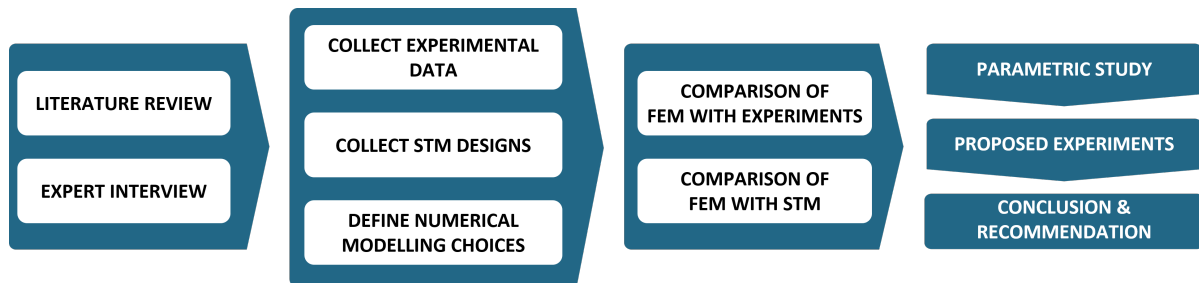 LITERATURE REVIEW
EXPERT INTERVIEW
COLLECT EXPERIMENTAL
DATA
COLLECT STM DESIGNS
DEFINE NUMERICAL
MODELLING CHOICES
COMPARISON OF
FEM WITH EXPERIMENTS
COMPARISON OF
FEM WITH STM
PARAMETRIC STUDY
PROPOSED EXPERIMENTS
CONCLUSION &
RECOMMENDATION